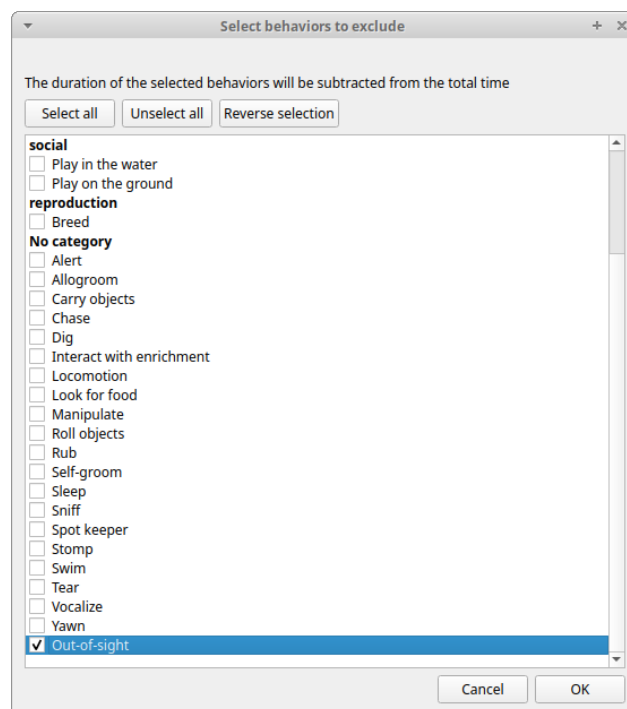 Select behaviors to exclude
The duration of the selected behaviors will be subtracted from the total time
Select all Unselect all Reverse selection
social
Play in the water
Play on the ground
reproduction
Breed
No category
Alert
Allogroom
Carry objects
Chase
Dig
Interact with enrichment
Locomotion
Look for food
Manipulate
Roll objects
Rub
Self-groom
Sleep
Sniff
Spot keeper
Stomp
Swim
Tear
Vocalize
Yawn
Out-of-sight
Cancel OK